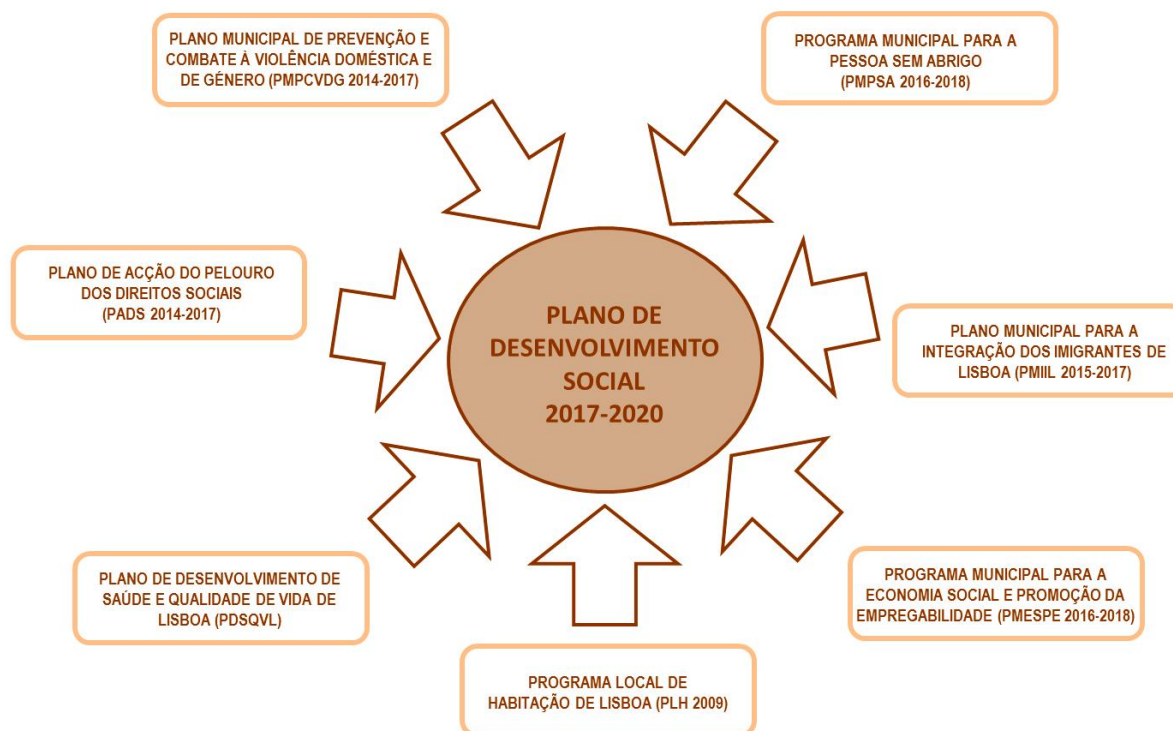 PLANO MUNICIPAL DE PREVENÇÃO E
COMBATE À VIOLÊNCIA DOMÉSTICA E
DE GÉNERO (PMPCVDG 2014-2017)
PROGRAMA MUNICIPAL PARA A
PESSOA SEM ABRIGO
(PMPSA 2016-2018)
PLANO DE ACÇÃO DO PELOURO
DOS DIREITOS SOCIAIS
(PADS 2014-2017)
PLANO DE
DESENVOLVIMENTO
SOCIAL
2017-2020
PLANO MUNICIPAL PARA A
INTEGRAÇÃO DOS IMIGRANTES DE
LISBOA (PMIIL 2015-2017)
PLANO DE DESENVOLVIMENTO DE
SAÚDE E QUALIDADE DE VIDA DE
LISBOA (PDSQVL)
PROGRAMA MUNICIPAL PARA A
ECONOMIA SOCIAL E PROMOÇÃO DA
EMPREGABILIDADE (PMESPE 2016-2018)
PROGRAMA LOCAL DE
HABITAÇÃO DE LISBOA (PLH 2009)